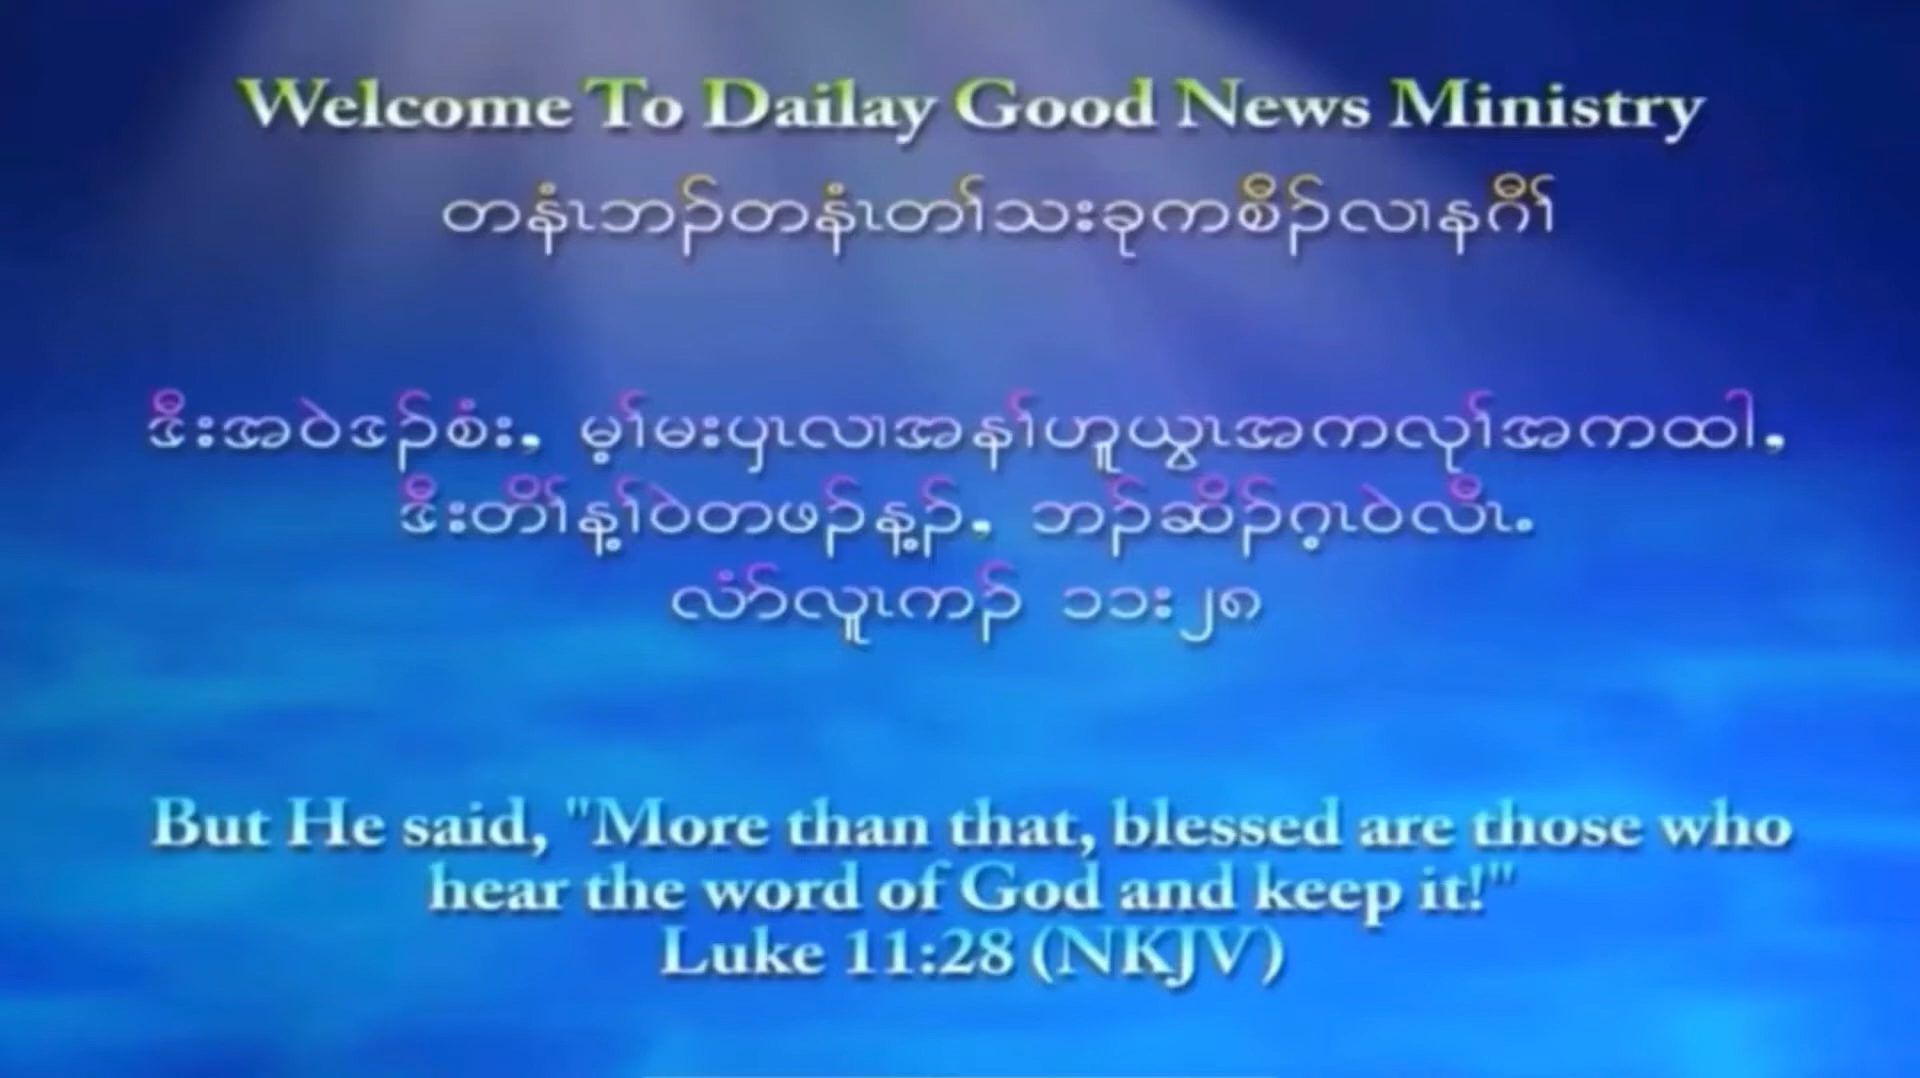 Welcome To Dailay Good News Ministry
တနံၤဘၣ်တနံၤတၢ်သးခုကစီၣ်လၢနဂီၢ်
ဒီးအဝဲဒၣ်စံး, မ့ၢ်မးပှၤလၢအနၢ်ဟူယွၤအကလုၢ်အကထါ,
ဒီးတိၢ်န့ၢ်ဝဲတဖၣ်န့ၣ်, ဘၣ်ဆိၣ်ဂ့ၤဝဲလီၤ.
လံာ်လူၤကၣ် ၁၁း၂၈
But He said, "More than that, blessed are those who
hear the word of God and keep it!"
Luke 11:28 (NKJV)